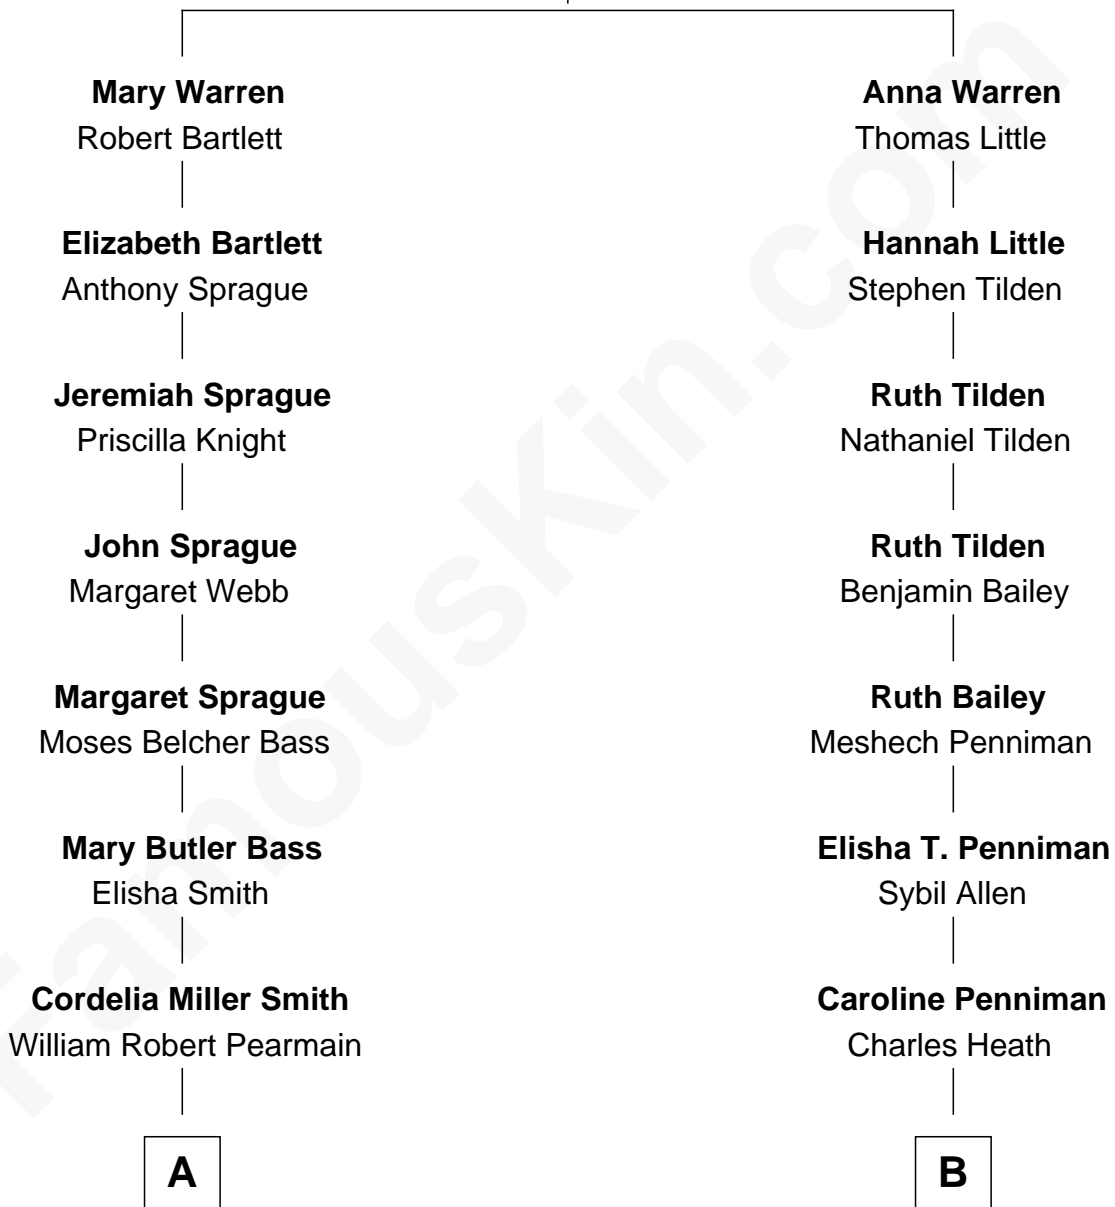 Mary Warren
Robert Bartlett
Anna Warren
Thomas Little
Elizabeth Bartlett
Anthony Sprague
Hannah Little
Stephen Tilden
Jeremiah Sprague
Priscilla Knight
Ruth Tilden
Nathaniel Tilden
John Sprague
Margaret Webb
Ruth Tilden
Benjamin Bailey
Margaret Sprague
Moses Belcher Bass
Ruth Bailey
Meshech Penniman
Mary Butler Bass
Elisha Smith
Elisha T. Penniman
Sybil Allen
Cordelia Miller Smith
William Robert Pearmain
Caroline Penniman
Charles Heath
A
B
FamousKin.com